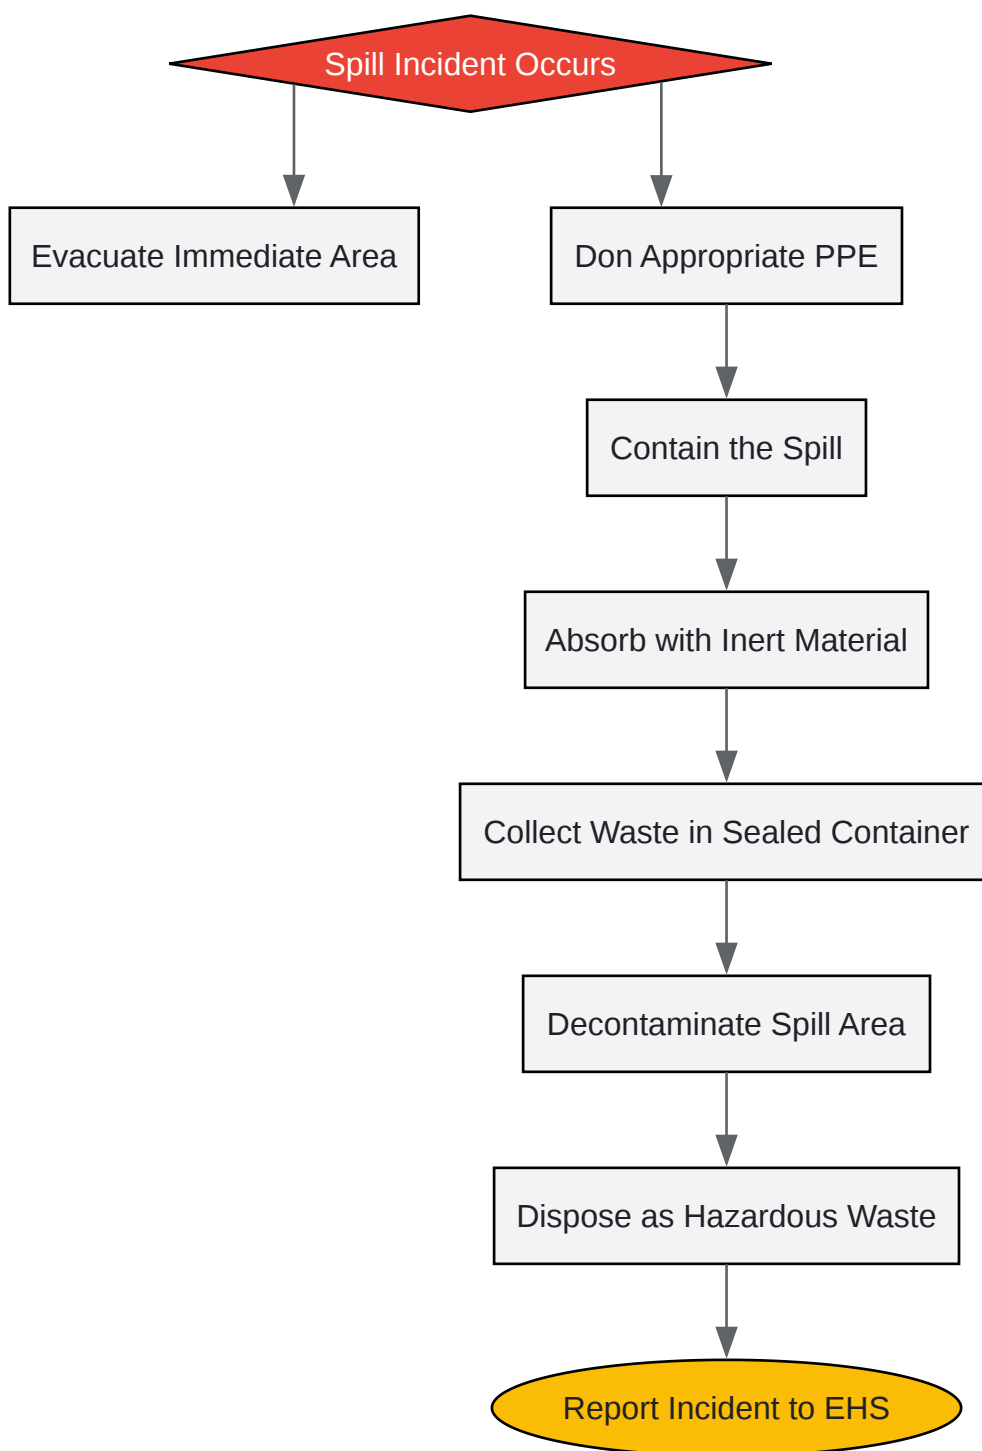 Spill Incident Occurs
Evacuate Immediate Area
Don Appropriate PPE
Contain the Spill
Absorb with Inert Material
Collect Waste in Sealed Container
Decontaminate Spill Area
Dispose as Hazardous Waste
Report Incident to EHS